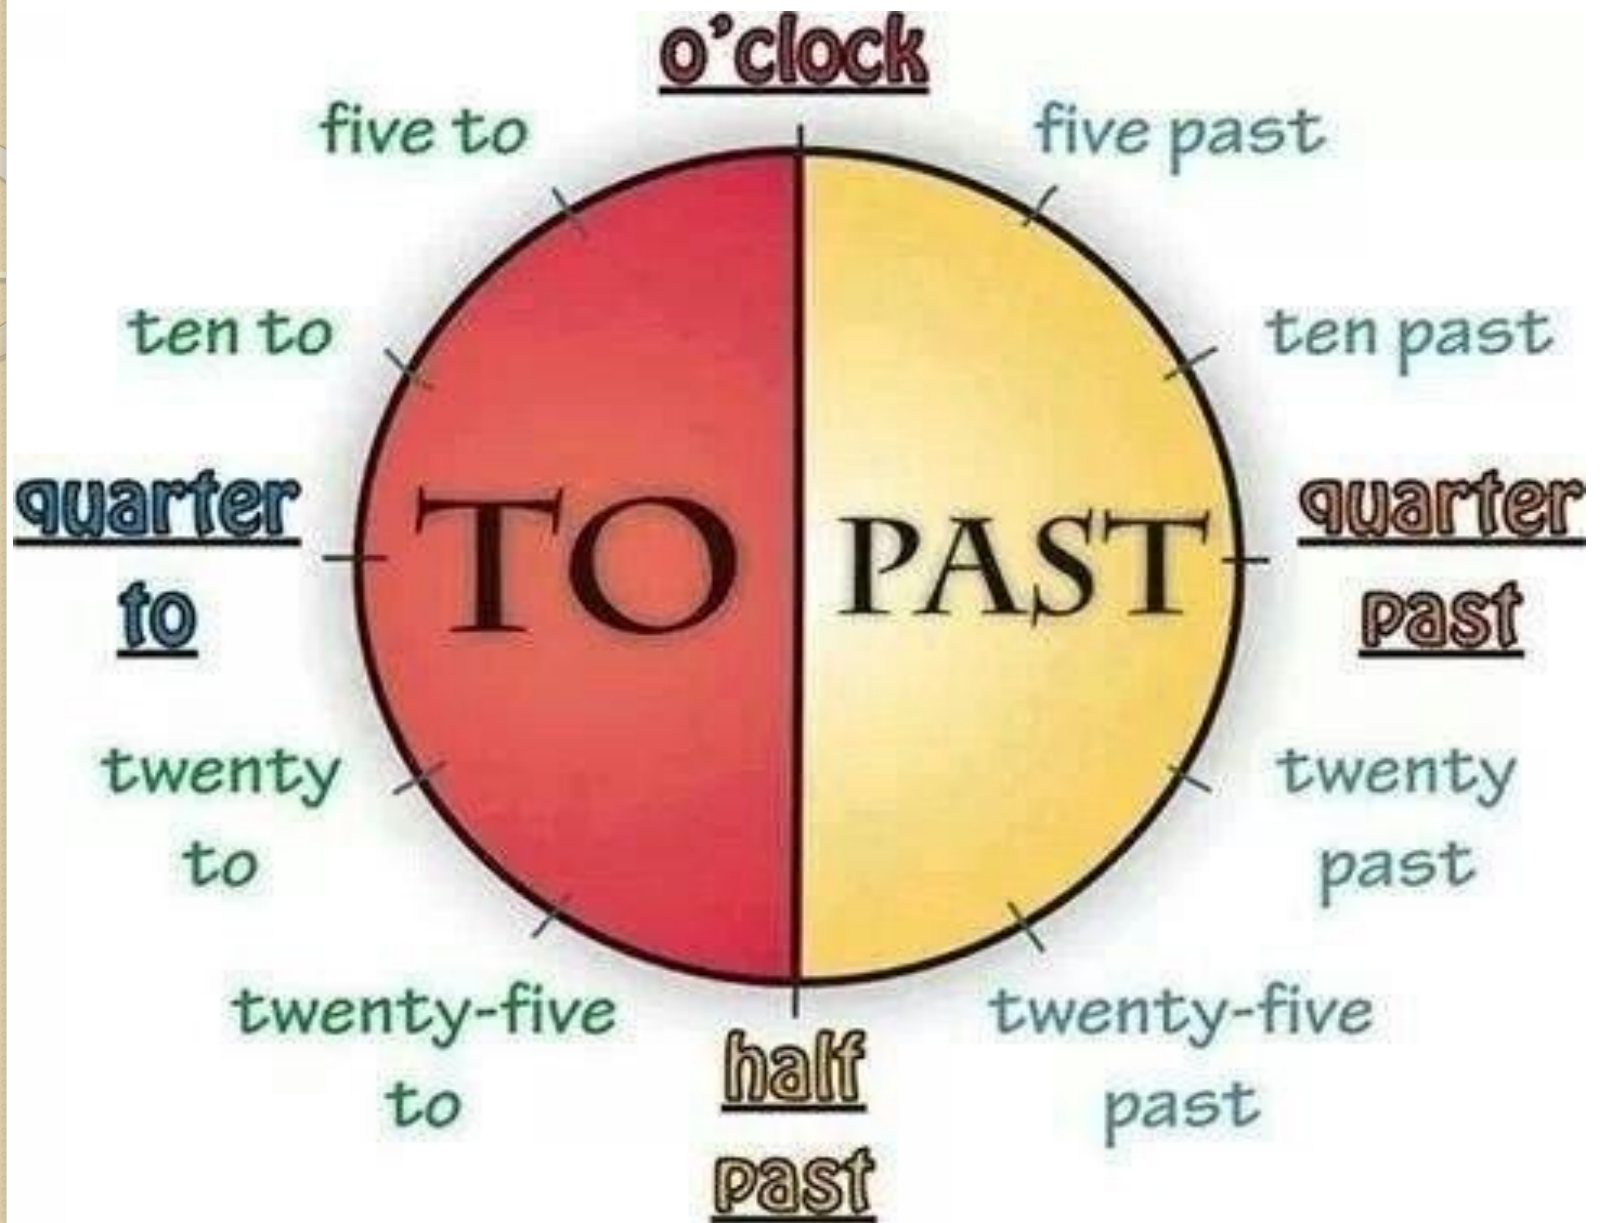 o'clock
five to
five past
ten to
ten past
quarter
to
quarter
past
TO
PAST
twenty
to
twenty
past
twenty-five
to
twenty-five
past
half
past